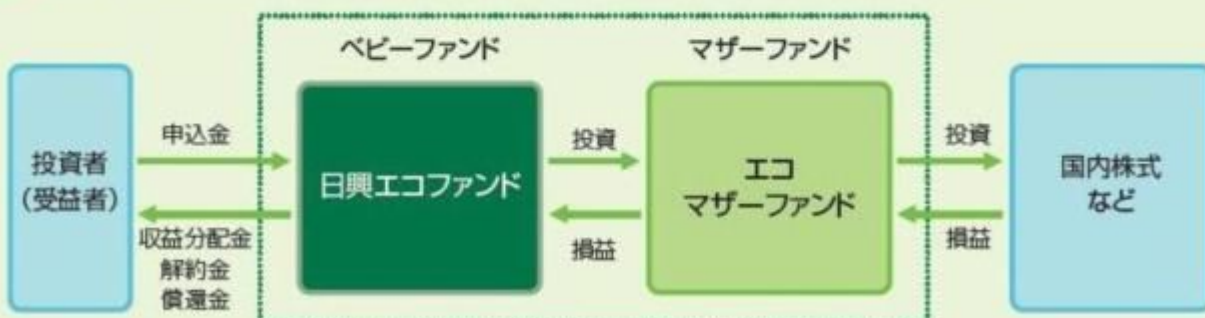 ベビーファンド
マザーファンド
投資者
(受益者)
申込金
収益分配金
解約金
償還金
日興エコファンド
投資
損益
エコ
マザーファンド
投資
損益
国内株式
など